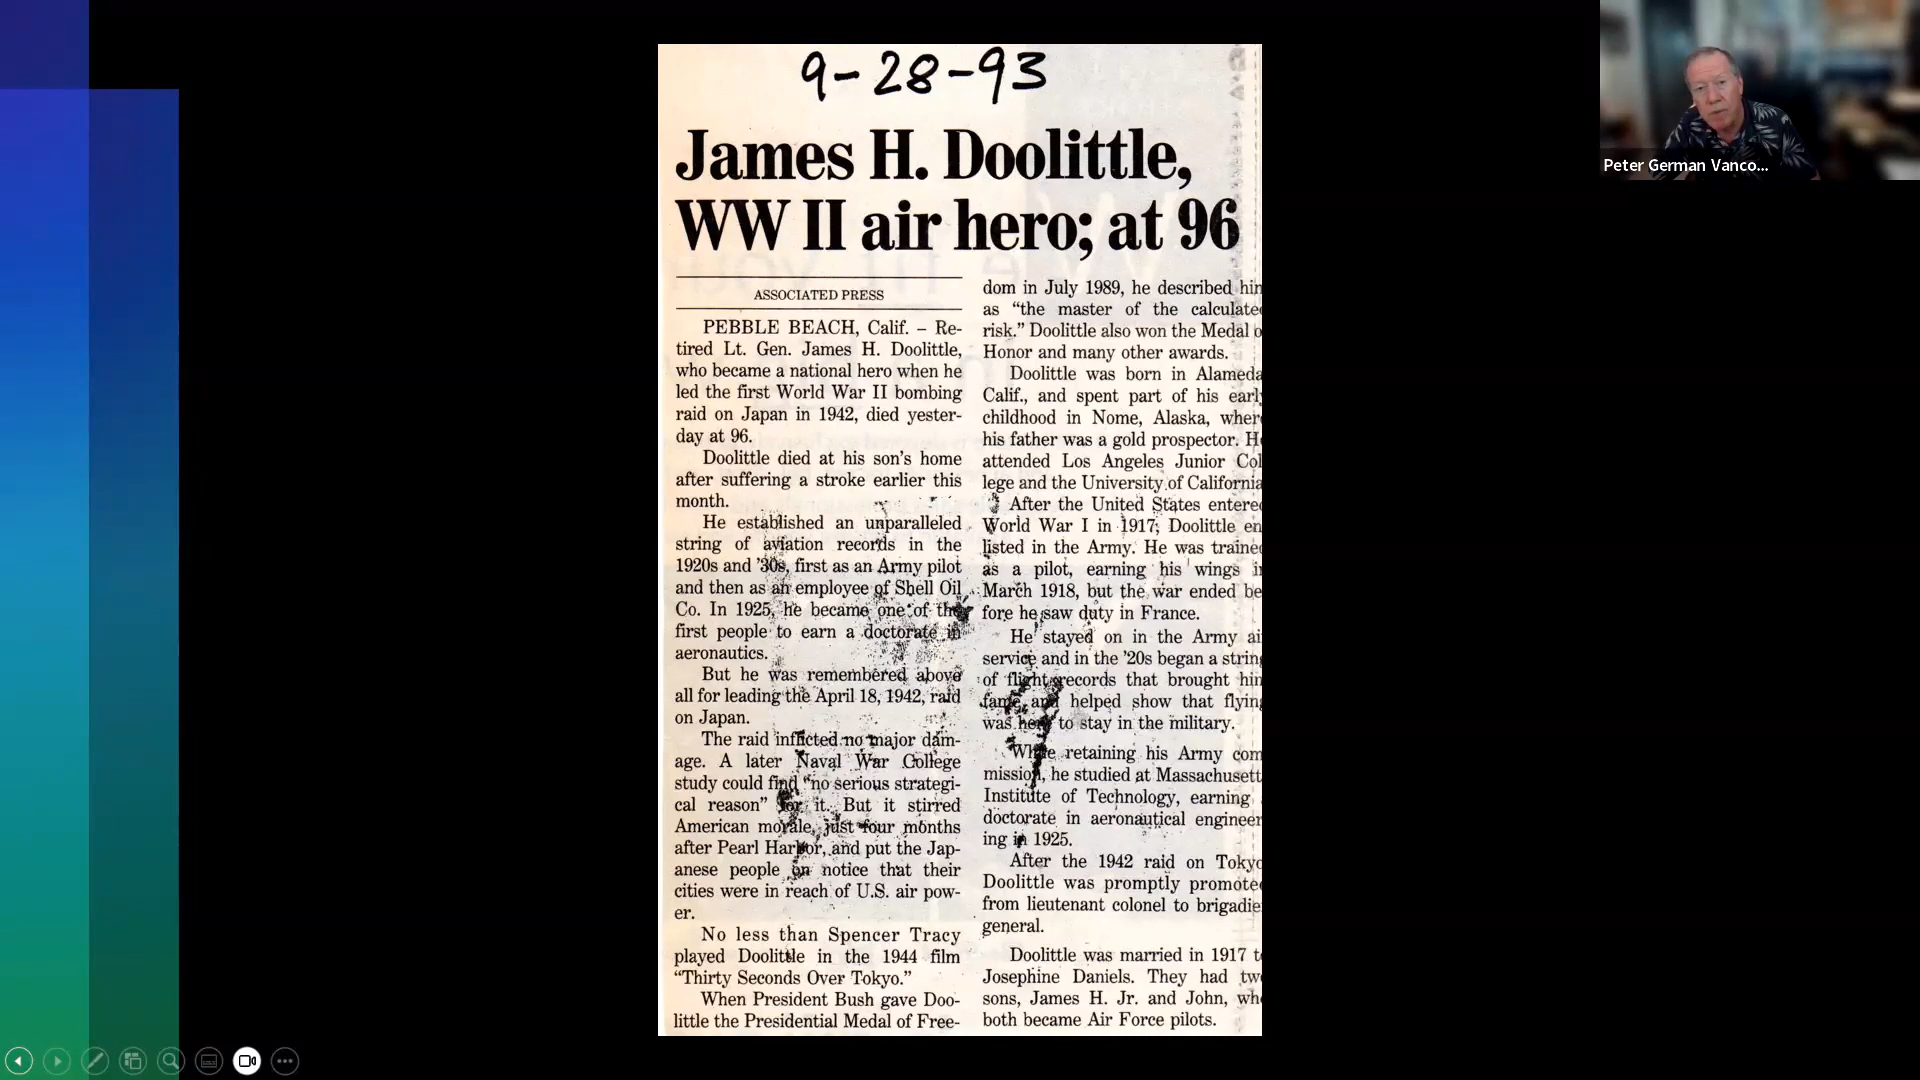 9-28-93
James H. Doolittle,
WW II air hero; at 96
ASSOCIATED PRESS
PEBBLE BEACH, Calif. – Re-
tired Lt. Gen. James H. Doolittle,
who became a national hero when he
led the first World War II bombing
raid on Japan in 1942, died yester-
day at 96.
Doolittle died at his son's home
after suffering a stroke earlier this
month.
He established an unparalleled
string of aviation records in the
1920s and '30s, first as an Army pilot
and then as an employee of Shell Oil
Co. In 1925, he became one of the
first people to earn a doctorate in
aeronautics.
But he was remembered above
all for leading the April 18, 1942, raid
on Japan.
The raid inflicted no major dam-
age. A later Naval War College
study could find "no serious strategi-
cal reason" for it. But it stirred
American morale, just four months
after Pearl Harbor, and put the Jap-
anese people on notice that their
cities were in reach of U.S. air pow-
er.
No less than Spencer Tracy
played Doolittle in the 1944 film
"Thirty Seconds Over Tokyo."
When President Bush gave Doo-
little the Presidential Medal of Free-
dom in July 1989, he described him
as "the master of the calculated
risk." Doolittle also won the Medal o
Honor and many other awards.
Doolittle was born in Alameda
Calif., and spent part of his early
childhood in Nome, Alaska, wher
his father was a gold prospector. He
attended Los Angeles Junior Col
lege and the University of California
After the United States entere
World War I in 1917, Doolittle en
listed in the Army. He was traine
as a pilot, earning his wings i
March 1918, but the war ended be
fore he saw duty in France.
He stayed on in the Army ai
service and in the '20s began a string
of flight records that brought him
fame and helped show that flying
was here to stay in the military.
While retaining his Army com
mission, he studied at Massachusett
Institute of Technology, earning
doctorate in aeronautical engineer
ing in 1925.
After the 1942 raid on Tokyo
Doolittle was promptly promote
from lieutenant colonel to brigadie
general.
Doolittle was married in 1917 t
Josephine Daniels. They had tw
sons, James H. Jr. and John, wh
both became Air Force pilots.
Peter German Vanco...